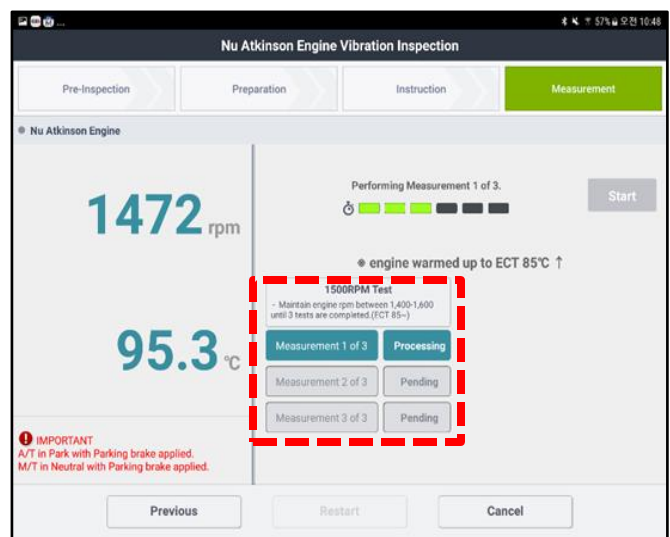 57% 오전 10:48
Nu Atkinson Engine Vibration Inspection
Pre-Inspection
Preparation
Instruction
Measurement
Nu Atkinson Engine
1472 rpm
95.3 ℃
IMPORTANT
A/T in Park with Parking brake applied.
M/T in Neutral with Parking brake applied.
Performing Measurement 1 of 3.
Start
※ engine warmed up to ECT 85℃ ↑
1500RPM Test
- Maintain engine rpm between 1,400-1,600
until 3 tests are completed.(ECT 85~)
Measurement 1 of 3 Processing
Measurement 2 of 3 Pending
Measurement 3 of 3 Pending
Previous
Restart
Cancel